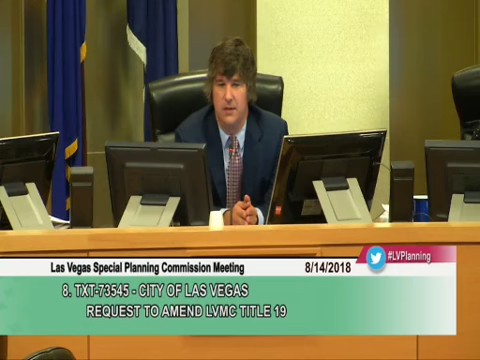 Las Vegas Special Planning Commission Meeting 8/14/2018 #LVPlanning
8. TXT-73545 - CITY OF LAS VEGAS
REQUEST TO AMEND LVMC TITLE 19